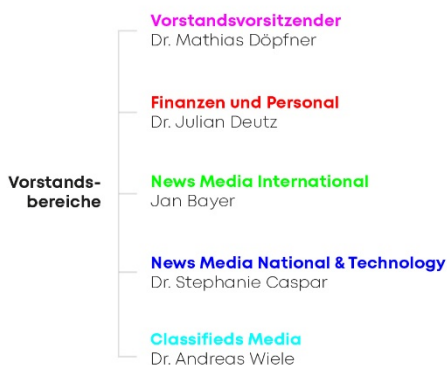 Vorstandsvorsitzender
Dr. Mathias Döpfner
Finanzen und Personal
Dr. Julian Deutz
Vorstands-
bereiche
News Media International
Jan Bayer
News Media National & Technology
Dr. Stephanie Caspar
Classifieds Media
Dr. Andreas Wiele